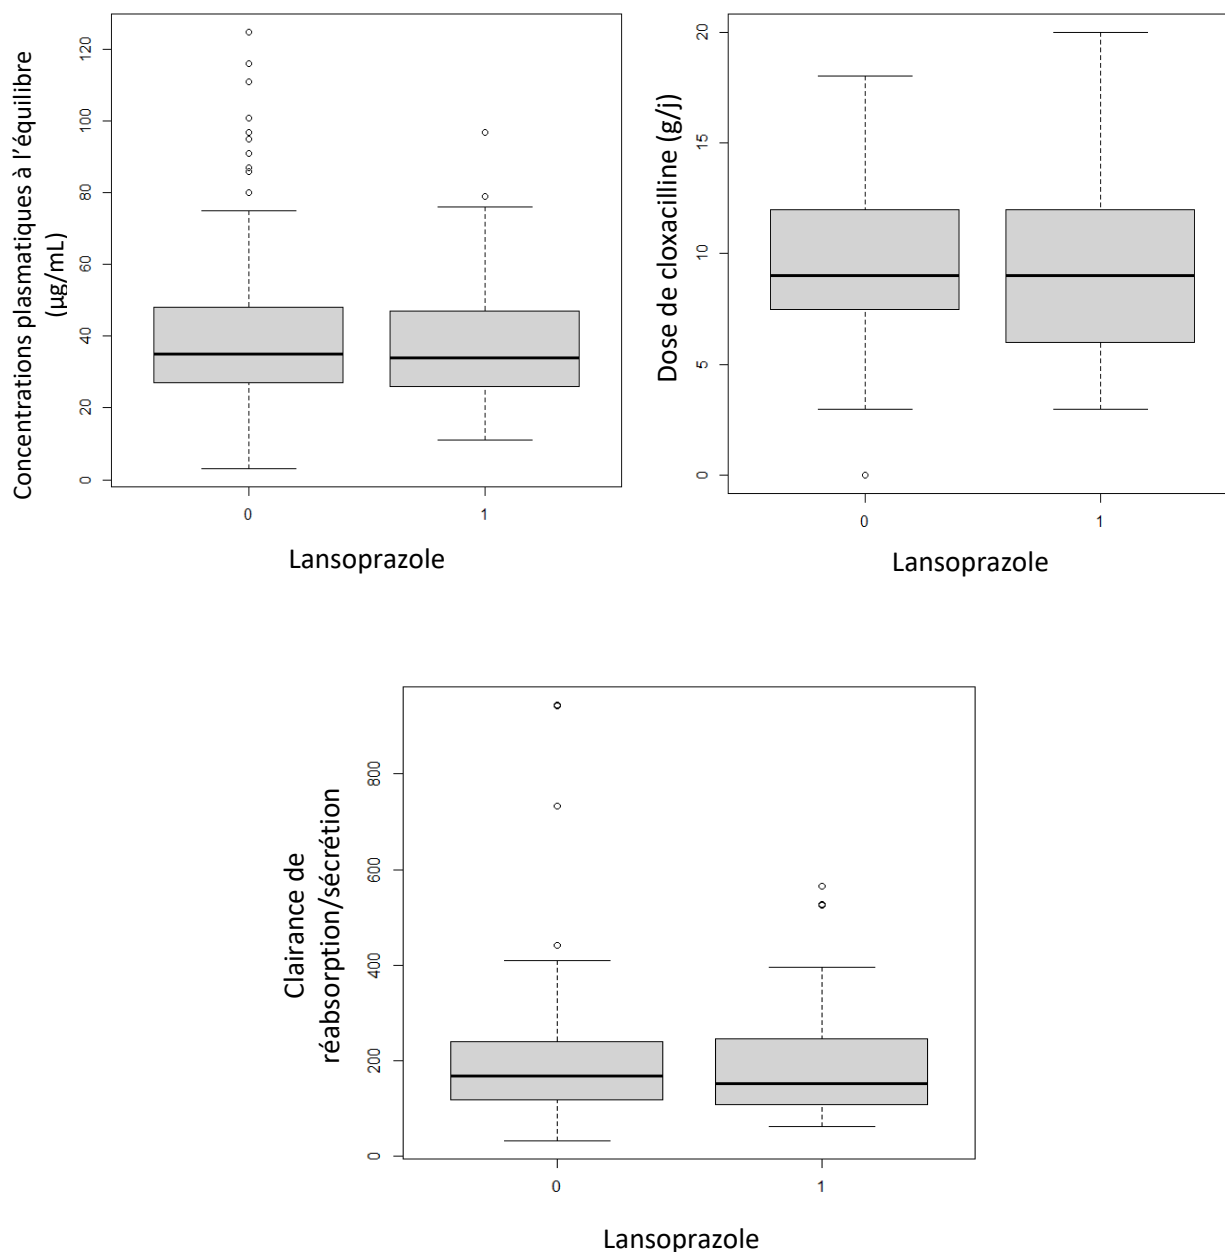 Concentrations plasmatiques à l'équilibre
(µg/mL)
120
100
80
60
40
20
0
0
1
Lansoprazole
Dose de cloxacilline (g/j)
20
15
10
5
0
0
1
Lansoprazole
Clairance de
réabsorption/sécrétion
800
600
400
200
0
0
1
Lansoprazole